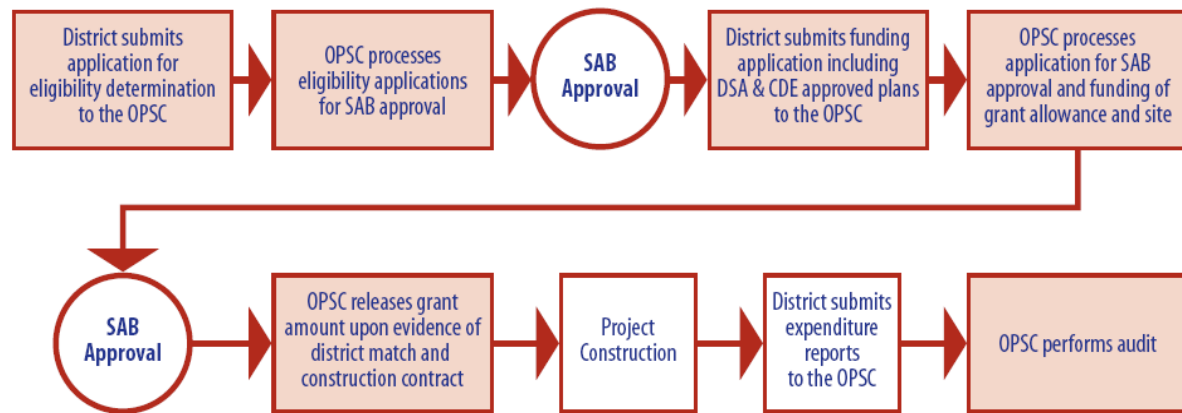 District submits
application for
eligibility determination
to the OPSC
OPSC processes
eligibility applications
for SAB approval
SAB
Approval
District submits funding
application including
DSA & CDE approved plans
to the OPSC
OPSC processes
application for SAB
approval and funding of
grant allowance and site
SAB
Approval
OPSC releases grant
amount upon evidence of
district match and
construction contract
Project
Construction
District submits
expenditure
reports
to the OPSC
OPSC performs audit